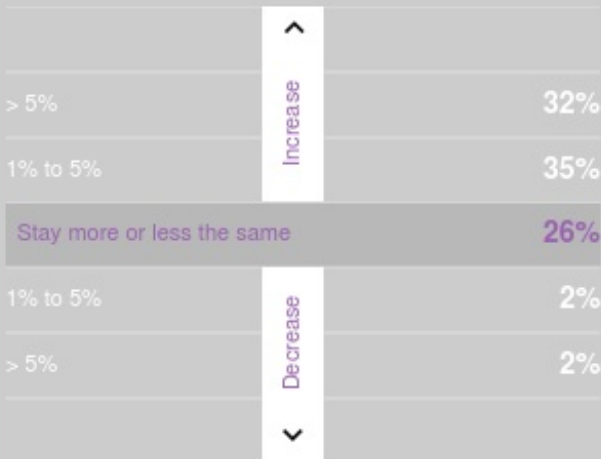 > 5%
Increase
32%
1% to 5%
35%
Stay more or less the same
26%
1% to 5%
Decrease
2%
> 5%
2%